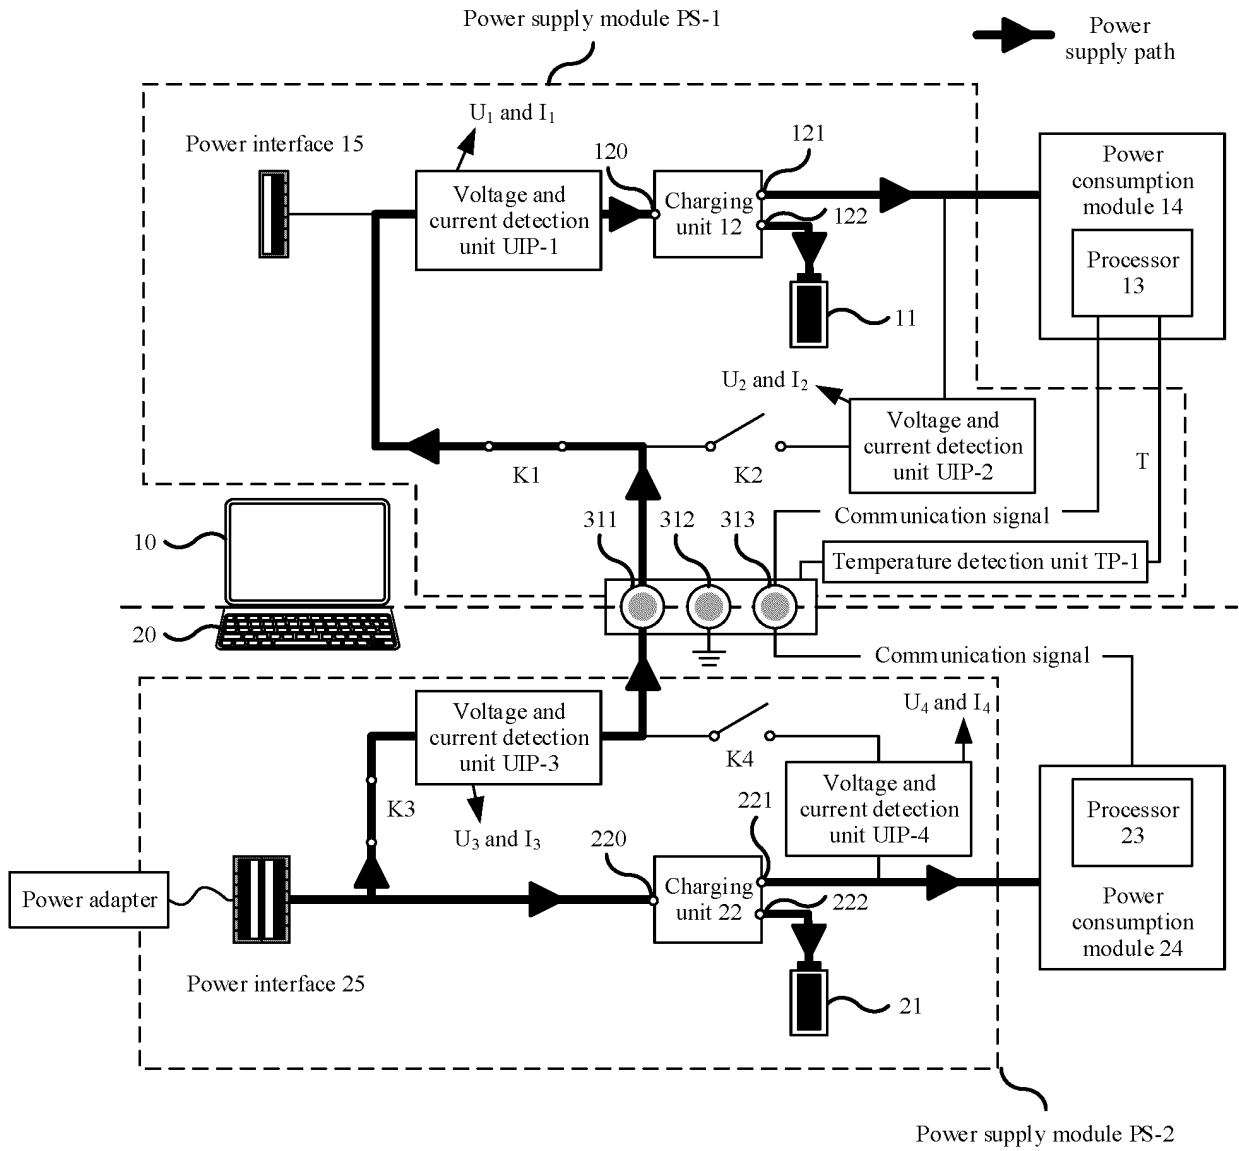 Power supply module PS-1
Power
supply path
U1 and I1
Power interface 15
120
121
122
Voltage and
current detection
unit UIP-1
Charging
unit 12
Power
consumption
module 14
Processor
13
11
U2 and I2
Voltage and
current detection
unit UIP-2
K1
K2
T
10
311
312
313
Communication signal
Temperature detection unit TP-1
20
Communication signal
Voltage and
current detection
unit UIP-3
U4 and I4
K4
K3
Voltage and
current detection
unit UIP-4
Processor
23
U3 and I3
220
221
222
Power adapter
Charging
unit 22
Power
consumption
module 24
Power interface 25
21
Power supply module PS-2